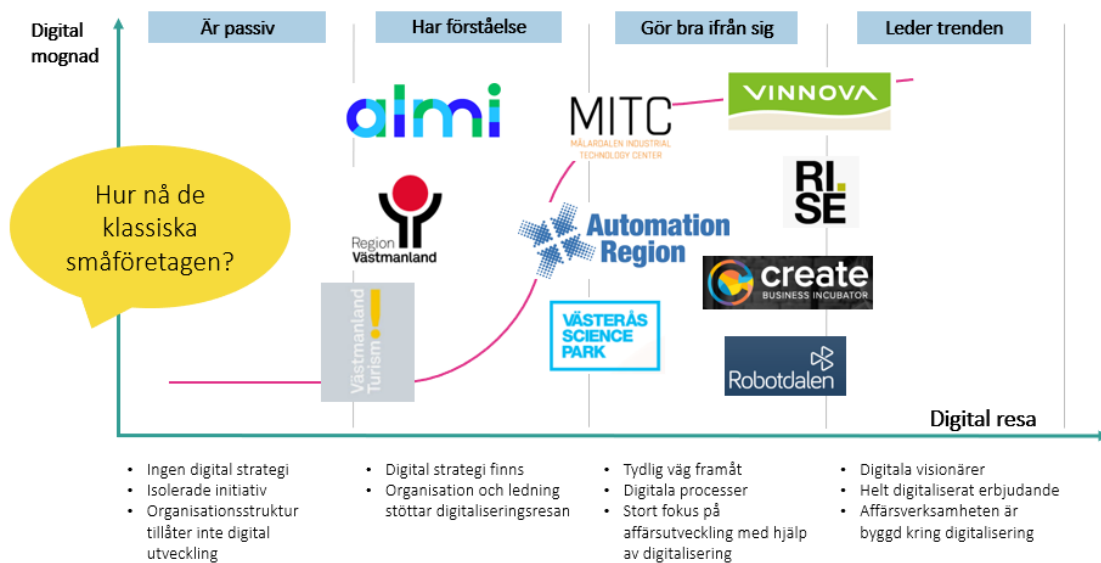 Digital
mognad
Är passiv
Har förståelse
Gör bra ifrån sig
Leder trenden
almi
MITC
MÄLARDALEN INDUSTRIAL
TECHNOLOGY CENTER
VINNOVA
Hur nå de
klassiska
småföretagen?
Region
Västmanland
RI.
SE
Automation
Region
create
BUSINESS INCUBATOR
Västmanland
Turism!
VÄSTERÅS
SCIENCE
PARK
Robotdalen
Digital resa
• Ingen digital strategi
• Isolerade initiativ
• Organisationsstruktur
tillåter inte digital
utveckling
• Digital strategi finns
• Organisation och ledning
stöttar digitaliseringsresan
• Tydlig väg framåt
• Digitala processer
• Stort fokus på
affärsutveckling med hjälp
av digitalisering
• Digitala visionärer
• Helt digitaliserat erbjudande
• Affärsverksamheten är
byggd kring digitalisering